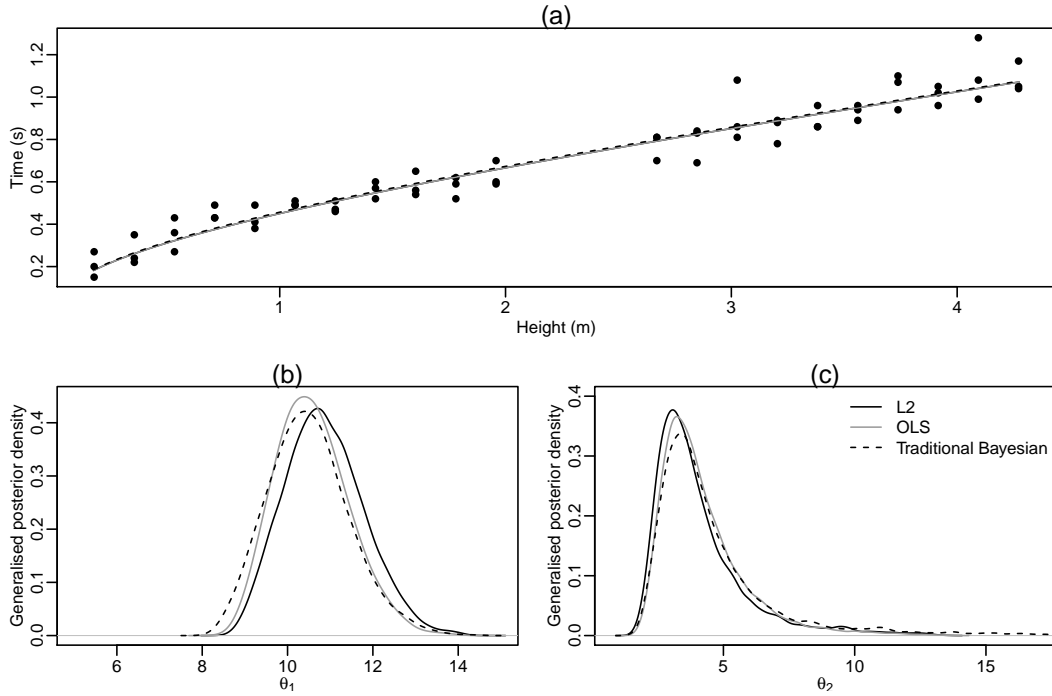 (a)
Time (s)
0.2 0.4 0.6 0.8 1.0 1.2
1 2 3 4
Height (m)
(b)
Generalised posterior density
0.0 0.1 0.2 0.3 0.4
6 8 10 12 14
θ1
(c)
Generalised posterior density
0.0 0.1 0.2 0.3 0.4
5 10 15
θ2
L2
OLS
Traditional Bayesian